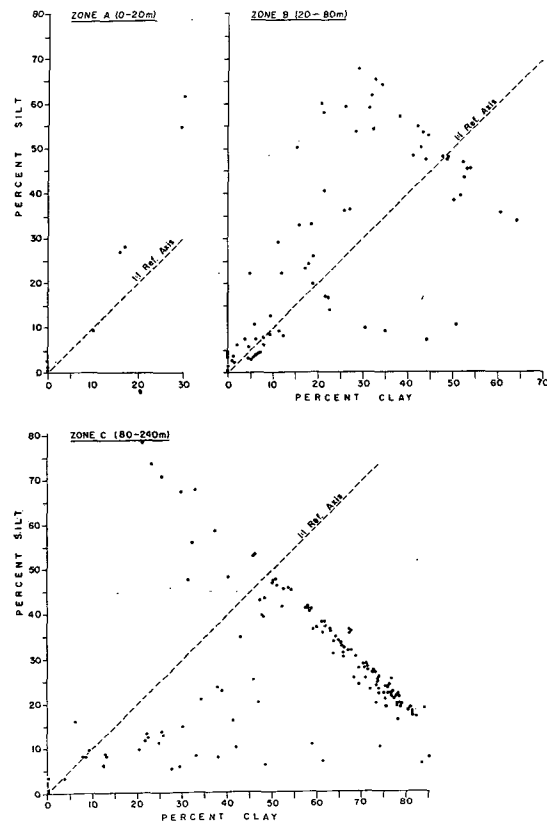 ZONE A (0-20m)
ZONE B (20-80m)
80
70
60
50
40
30
20
10
0
PERCENT SILT
1:1 Ref. Axis
1:1 Ref. Axis
0 10 20 30
0 10 20 30 40 50 60 70
PERCENT CLAY
ZONE C (80-240m)
80
70
60
50
40
30
20
10
0
PERCENT SILT
1:1 Ref. Axis
0 10 20 30 40 50 60 70 80
PERCENT CLAY